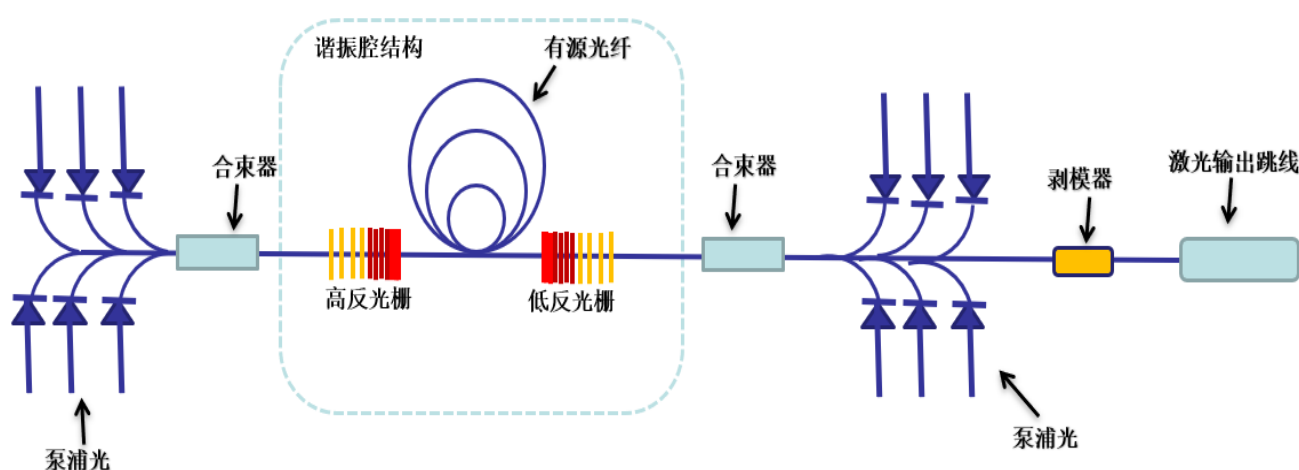 谐振腔结构
有源光纤
合束器
合束器
剥模器
激光输出跳线
高反光栅
低反光栅
泵浦光
泵浦光